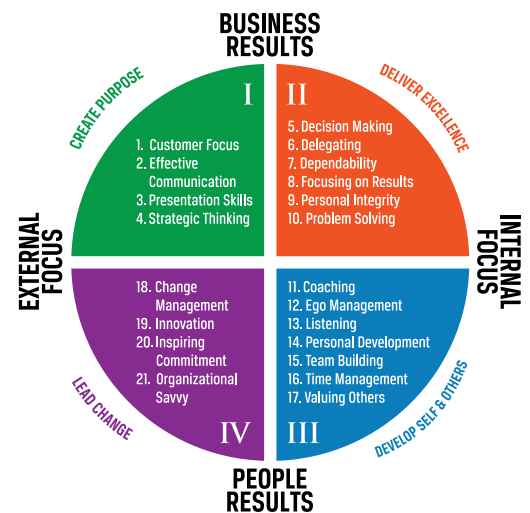 BUSINESS
RESULTS
CREATE PURPOSE
DELIVER EXCELLENCE
I
1. Customer Focus
2. Effective
Communication
3. Presentation Skills
4. Strategic Thinking
II
5. Decision Making
6. Delegating
7. Dependability
8. Focusing on Results
9. Personal Integrity
10. Problem Solving
EXTERNAL
FOCUS
INTERNAL
FOCUS
18. Change
Management
19. Innovation
20. Inspiring
Commitment
21. Organizational
Savvy
IV
11. Coaching
12. Ego Management
13. Listening
14. Personal Development
15. Team Building
16. Time Management
17. Valuing Others
III
LEAD CHANGE
DEVELOP SELF & OTHERS
PEOPLE
RESULTS